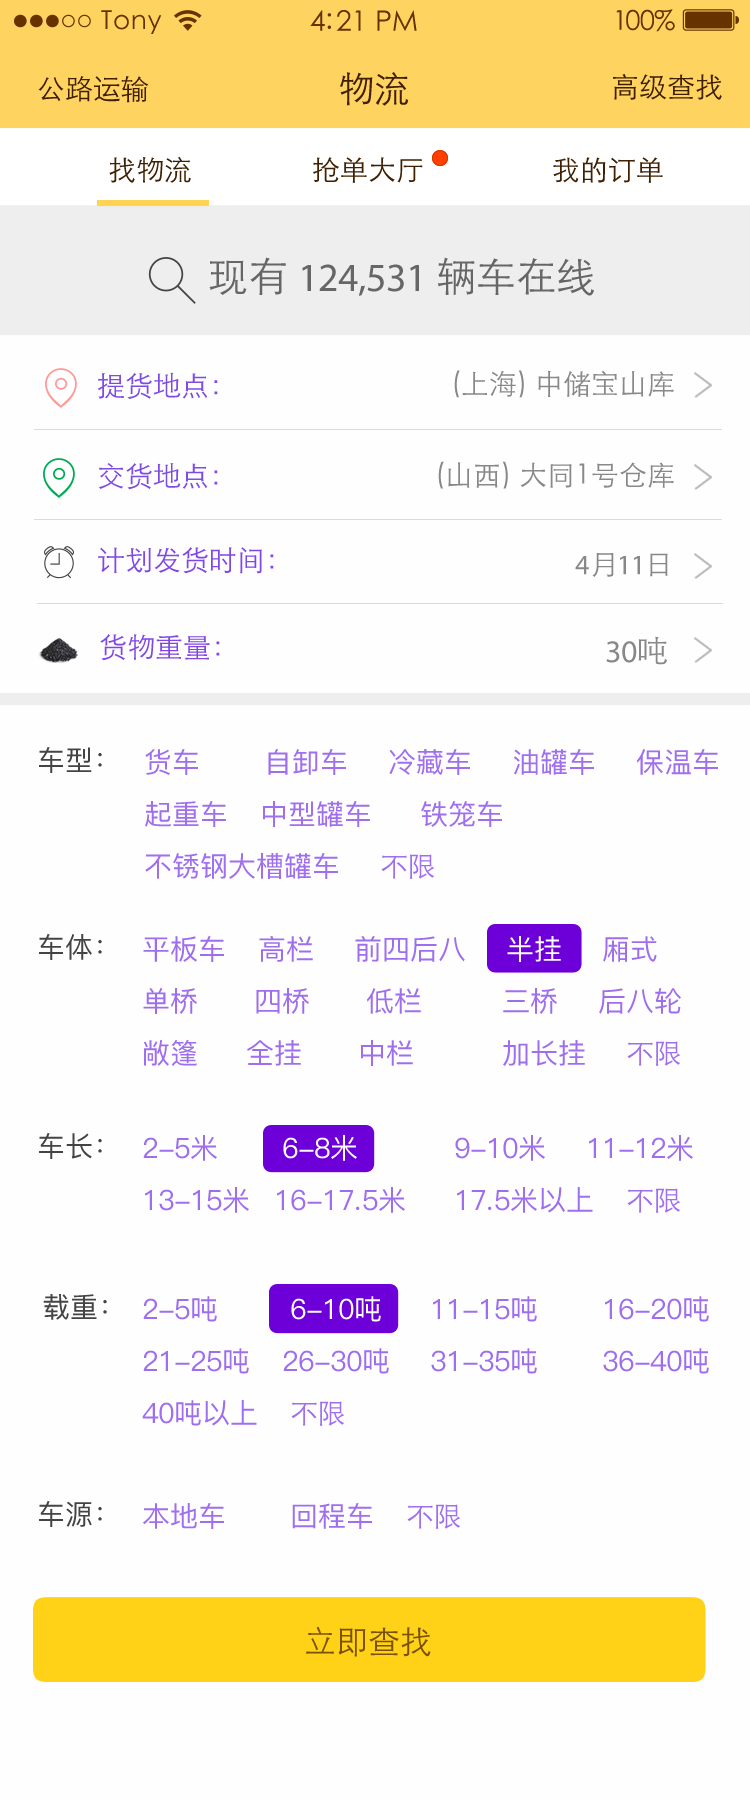 Tony 4:21 PM 100%
公路运输 物流 高级查找
找物流 抢单大厅 我的订单
现有 124,531 辆车在线
提货地点: (上海) 中储宝山库
交货地点: (山西) 大同1号仓库
计划发货时间: 4月11日
货物重量: 30吨
车型: 货车 自卸车 冷藏车 油罐车 保温车
起重车 中型罐车 铁笼车
不锈钢大槽罐车 不限
车体: 平板车 高栏 前四后八 半挂 厢式
单桥 四桥 低栏 三桥 后八轮
敞篷 全挂 中栏 加长挂 不限
车长: 2-5米 6-8米 9-10米 11-12米
13-15米 16-17.5米 17.5米以上 不限
载重: 2-5吨 6-10吨 11-15吨 16-20吨
21-25吨 26-30吨 31-35吨 36-40吨
40吨以上 不限
车源: 本地车 回程车 不限
立即查找